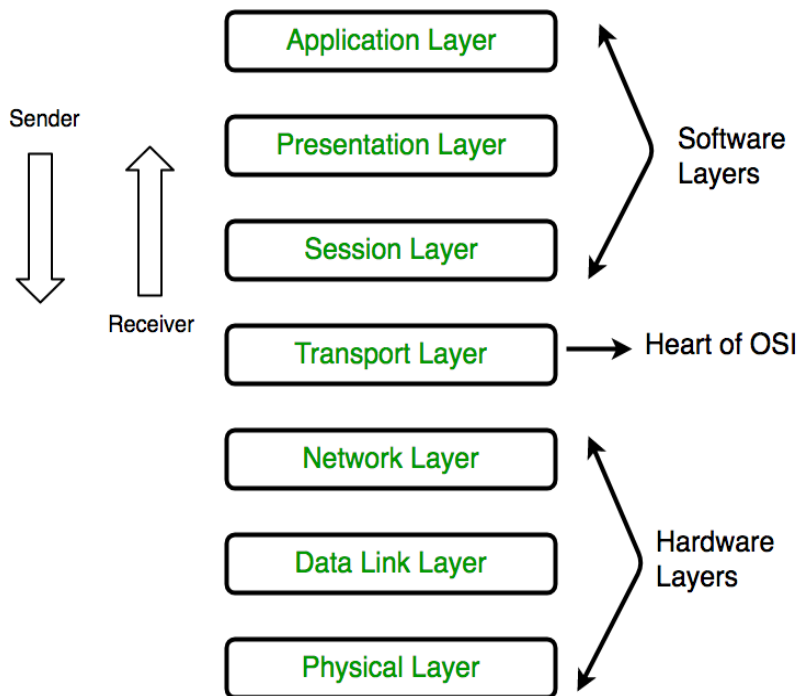 Application Layer
Sender
Presentation Layer
Software
Layers
Session Layer
Receiver
Transport Layer
Heart of OSI
Network Layer
Data Link Layer
Hardware
Layers
Physical Layer